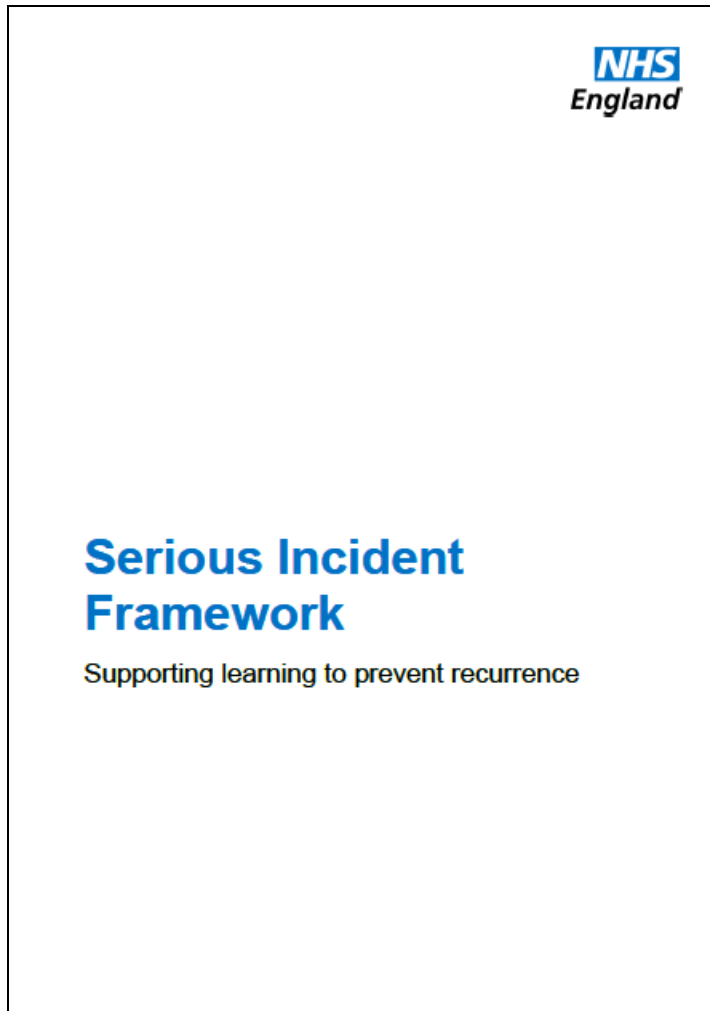 NHS
England
Serious Incident
Framework
Supporting learning to prevent recurrence